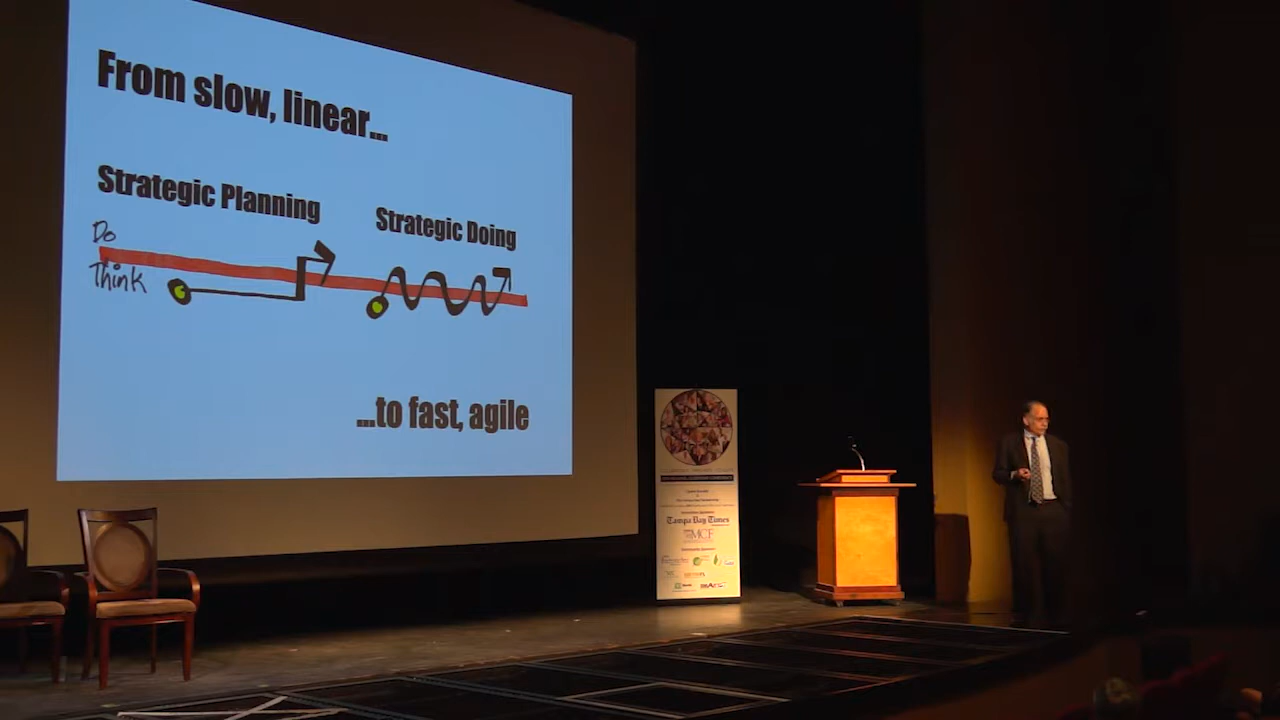 From slow, linear...
Strategic Planning
Strategic Doing
Do
Think
...to fast, agile
Tampa Bay Times
MCF